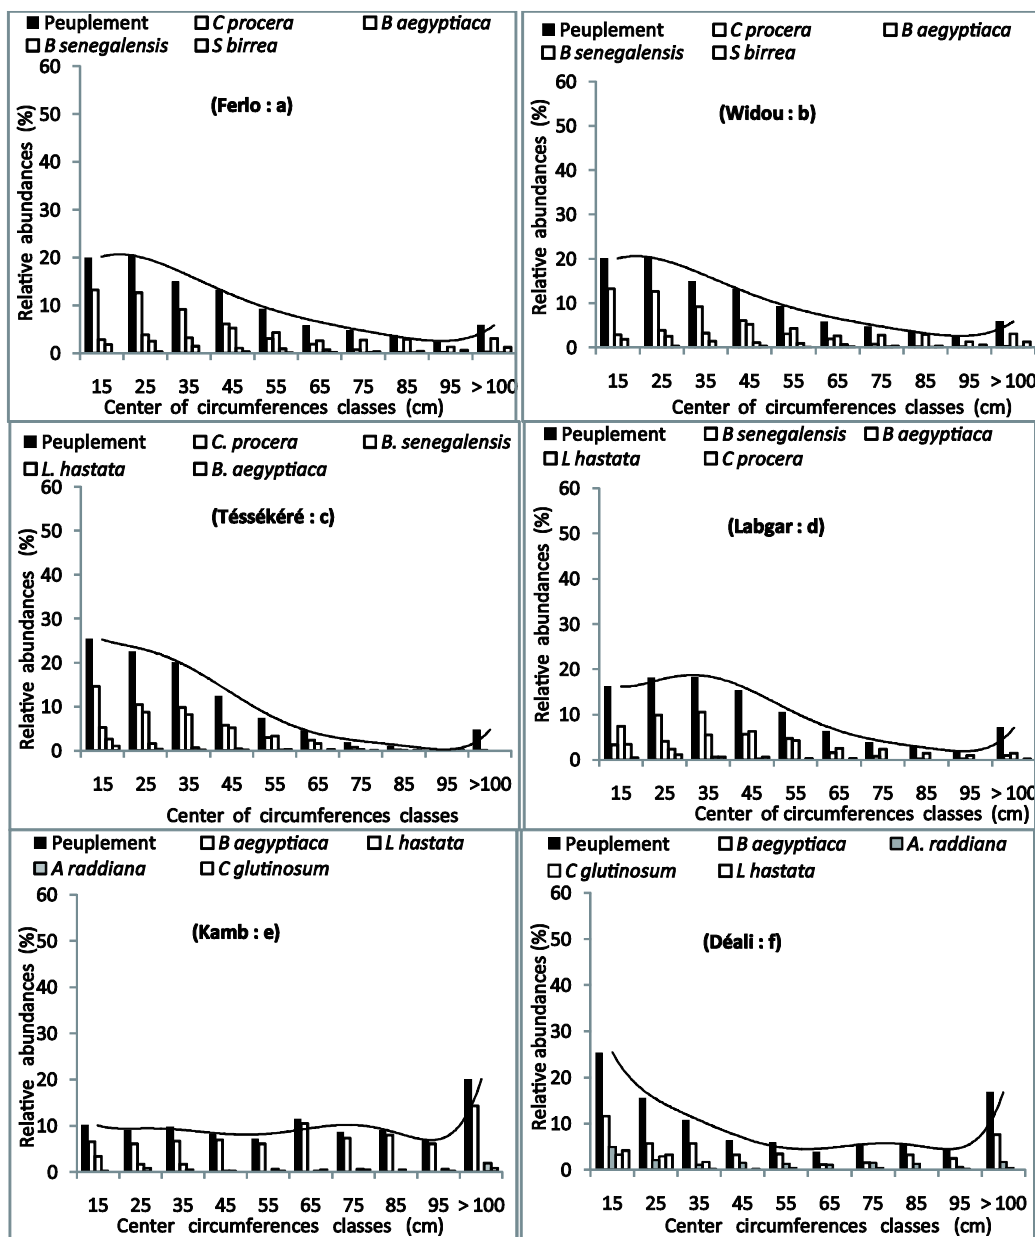 Peuplement C procera B aegyptiaca
B senegalensis S birrea
Relative abundances (%)
60
50
40
30
20
10
0
(Ferlo : a)
15 25 35 45 55 65 75 85 95 > 100
Center of circumferences classes (cm)
Peuplement C procera B aegyptiaca
B senegalensis S birrea
Relative abundances (%)
60
50
40
30
20
10
0
(Widou : b)
15 25 35 45 55 65 75 85 95 > 100
Center of circumferences classes (cm)
Peuplement C. procera B. senegalensis
L. hastata B. aegyptiaca
Relative abundances (%)
60
50
40
30
20
10
0
(Téssékéré : c)
15 25 35 45 55 65 75 85 95 >100
Center of circumferences classes
Peuplement B senegalensis B aegyptiaca
L hastata C procera
Relative abundances (%)
60
50
40
30
20
10
0
(Labgar : d)
15 25 35 45 55 65 75 85 95 > 100
Center of circumferences classes (cm)
Peuplement B aegyptiaca L hastata
A raddiana C glutinosum
Relative abundances (%)
60
50
40
30
20
10
0
(Kamb : e)
15 25 35 45 55 65 75 85 95 > 100
Center circumferences classes (cm)
Peuplement B aegyptiaca A. raddiana
C glutinosum L hastata
Relative abundances (%)
60
50
40
30
20
10
0
(Déali : f)
15 25 35 45 55 65 75 85 95 > 100
Center circumferences classes (cm)